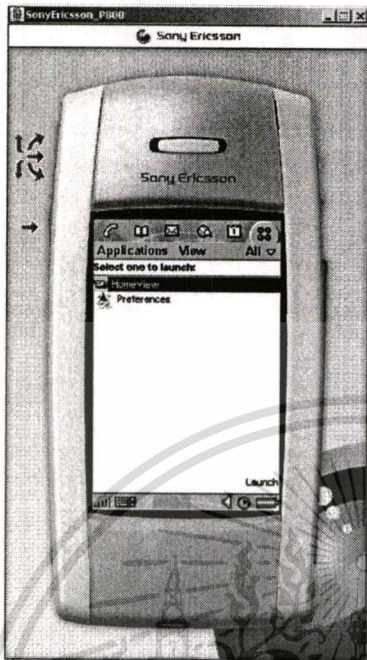 SonyEricsson_P800
Sony Ericsson
Sony Ericsson
Applications View All
Select one to launch:
HomeView
Preferences
Launch